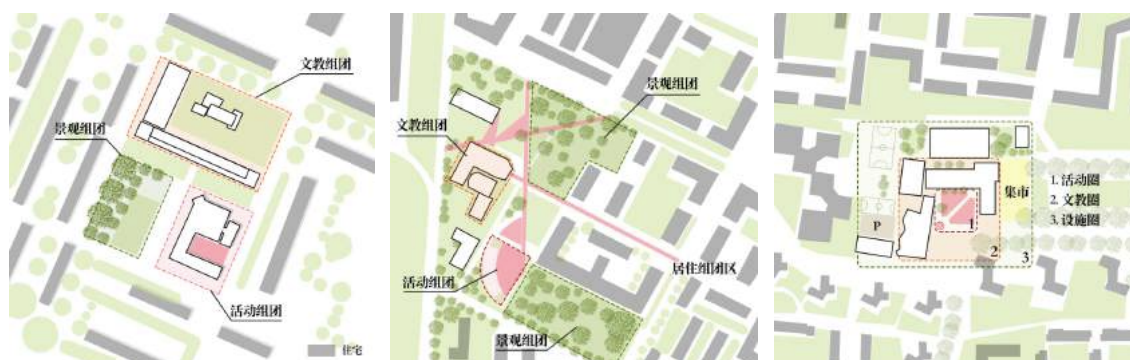 文教组团
景观组团
活动组团
住宅
景观组团
文教组团
活动组团
居住组团区
景观组团
集市
1. 活动圈
2. 文教圈
3. 设施圈
P
1
2
3